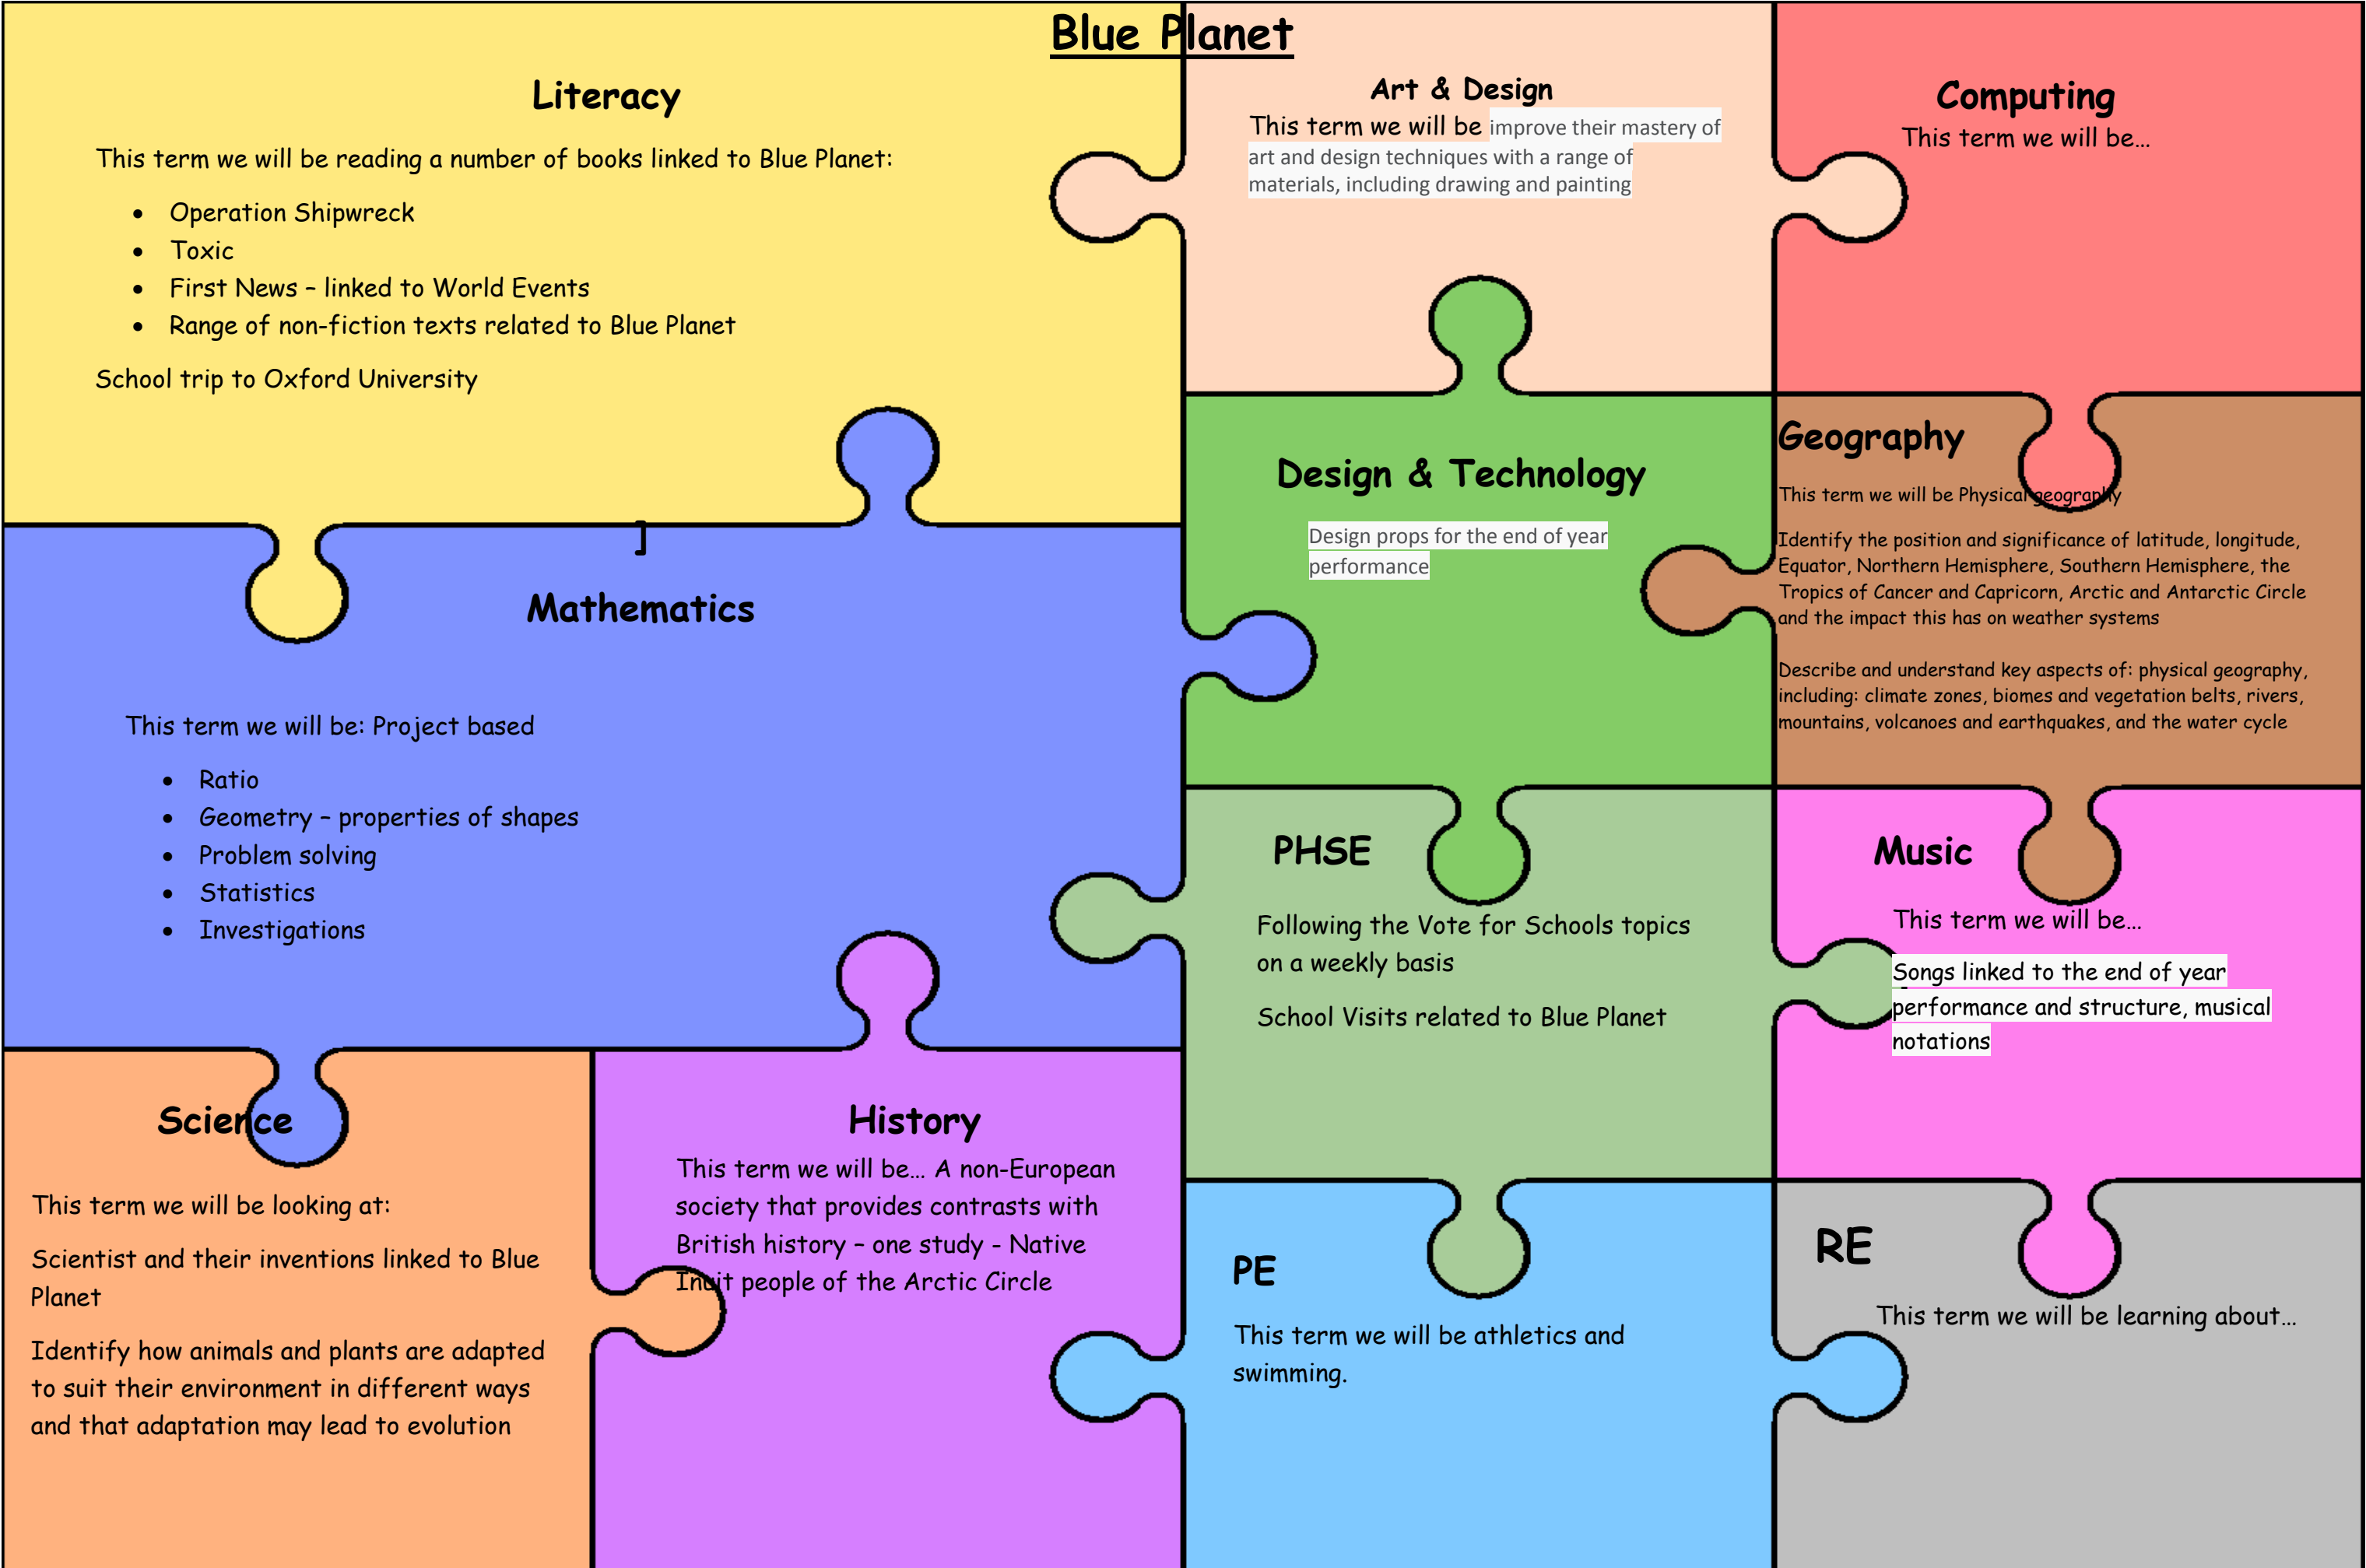 Blue Planet
Literacy
This term we will be reading a number of books linked to Blue Planet:
• Operation Shipwreck
• Toxic
• First News – linked to World Events
• Range of non-fiction texts related to Blue Planet
School trip to Oxford University
Art & Design
This term we will be improve their mastery of
art and design techniques with a range of
materials, including drawing and painting
Computing
This term we will be…
Design & Technology
Design props for the end of year
performance
Geography
This term we will be Physical geography
Identify the position and significance of latitude, longitude,
Equator, Northern Hemisphere, Southern Hemisphere, the
Tropics of Cancer and Capricorn, Arctic and Antarctic Circle
and the impact this has on weather systems
Describe and understand key aspects of: physical geography,
including: climate zones, biomes and vegetation belts, rivers,
mountains, volcanoes and earthquakes, and the water cycle
Mathematics
This term we will be: Project based
• Ratio
• Geometry – properties of shapes
• Problem solving
• Statistics
• Investigations
PHSE
Following the Vote for Schools topics
on a weekly basis
School Visits related to Blue Planet
Music
This term we will be…
Songs linked to the end of year
performance and structure, musical
notations
Science
This term we will be looking at:
Scientist and their inventions linked to Blue
Planet
Identify how animals and plants are adapted
to suit their environment in different ways
and that adaptation may lead to evolution
History
This term we will be… A non-European
society that provides contrasts with
British history – one study - Native
Inuit people of the Arctic Circle
PE
This term we will be athletics and
swimming.
RE
This term we will be learning about…